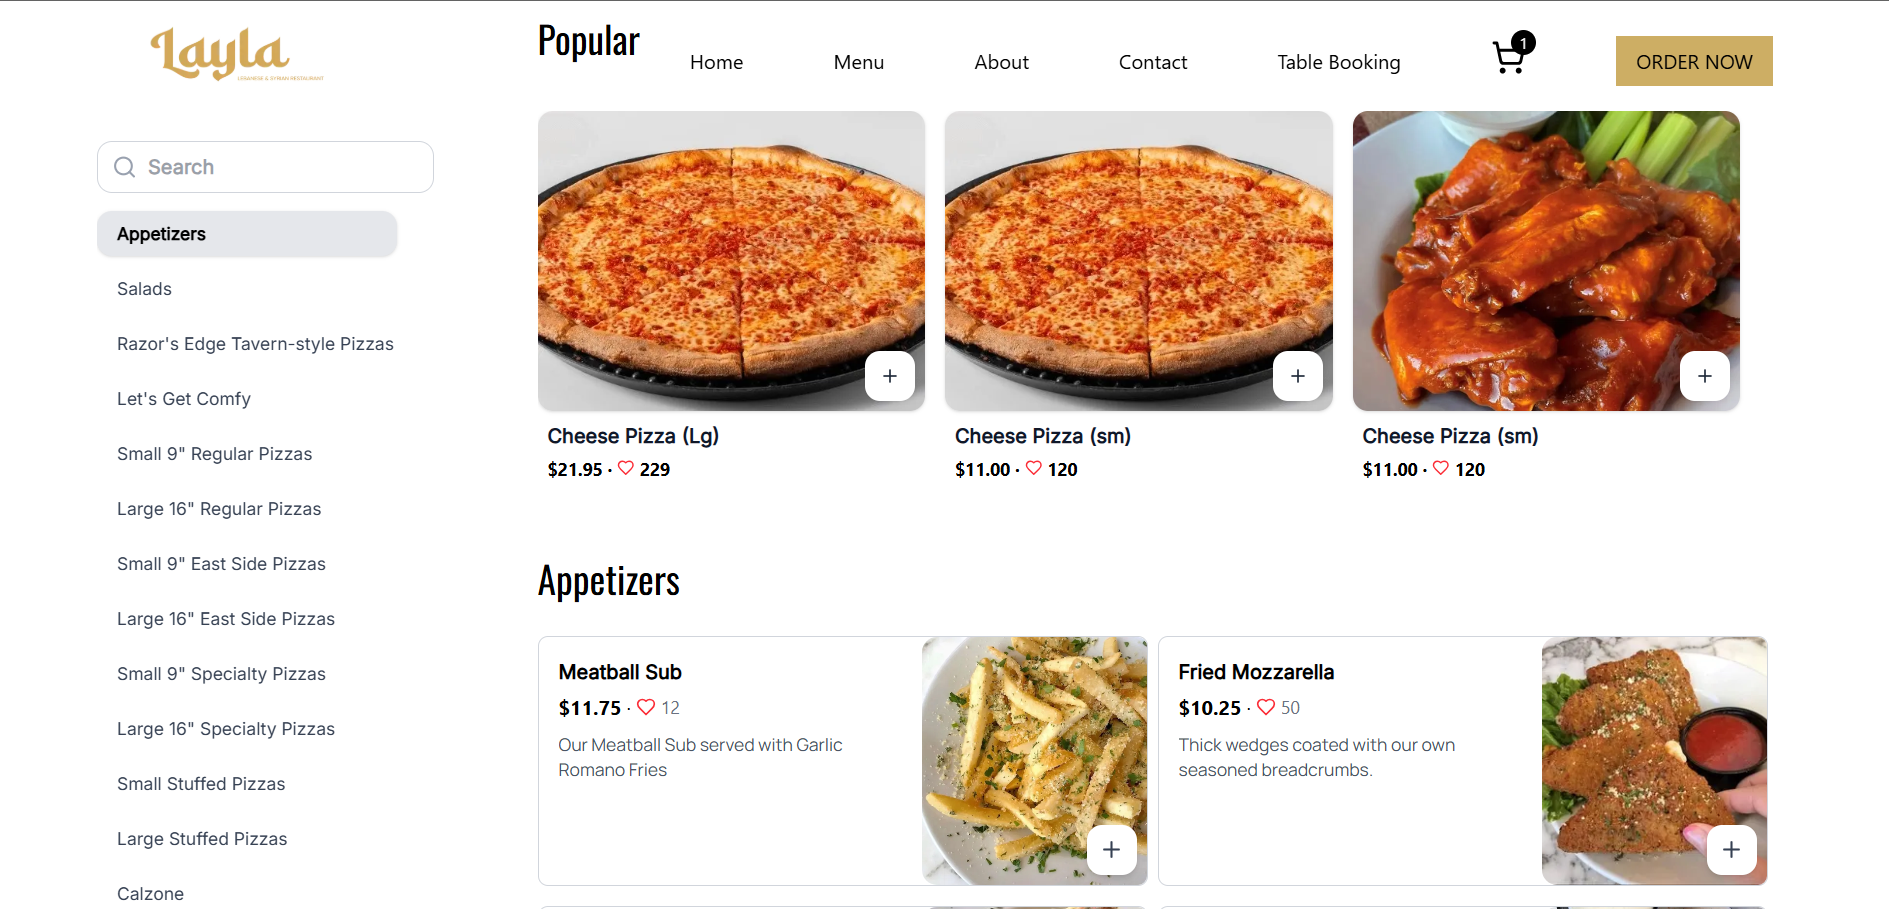 Layla
LEBANESE & SYRIAN RESTAURANT
Popular
Home
Menu
About
Contact
Table Booking
1
ORDER NOW
Search
Appetizers
Salads
Razor's Edge Tavern-style Pizzas
Let's Get Comfy
Small 9" Regular Pizzas
Large 16" Regular Pizzas
Small 9" East Side Pizzas
Large 16" East Side Pizzas
Small 9" Specialty Pizzas
Large 16" Specialty Pizzas
Small Stuffed Pizzas
Large Stuffed Pizzas
Calzone
Cheese Pizza (Lg)
$21.95 · 229
Cheese Pizza (sm)
$11.00 · 120
Cheese Pizza (sm)
$11.00 · 120
Appetizers
Meatball Sub
$11.75 · 12
Our Meatball Sub served with Garlic
Romano Fries
Fried Mozzarella
$10.25 · 50
Thick wedges coated with our own
seasoned breadcrumbs.